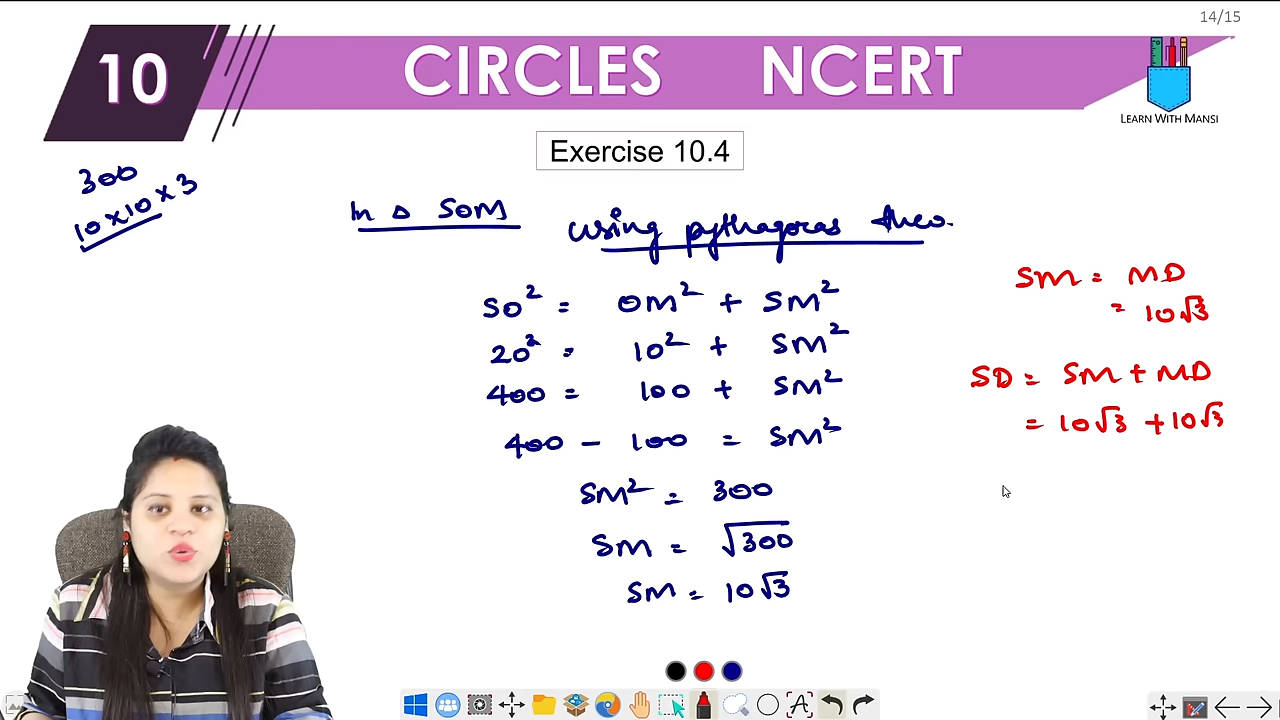 14/15
10
CIRCLES NCERT
LEARN WITH MANSI
Exercise 10.4
300
10×10×3
In Δ SOM
using pythagoras theo.
SO² = OM² + SM²
20² = 10² + SM²
400 = 100 + SM²
400 - 100 = SM²
SM² = 300
SM = √300
SM = 10√3
SM = MD
= 10√3
SD = SM + MD
= 10√3 + 10√3